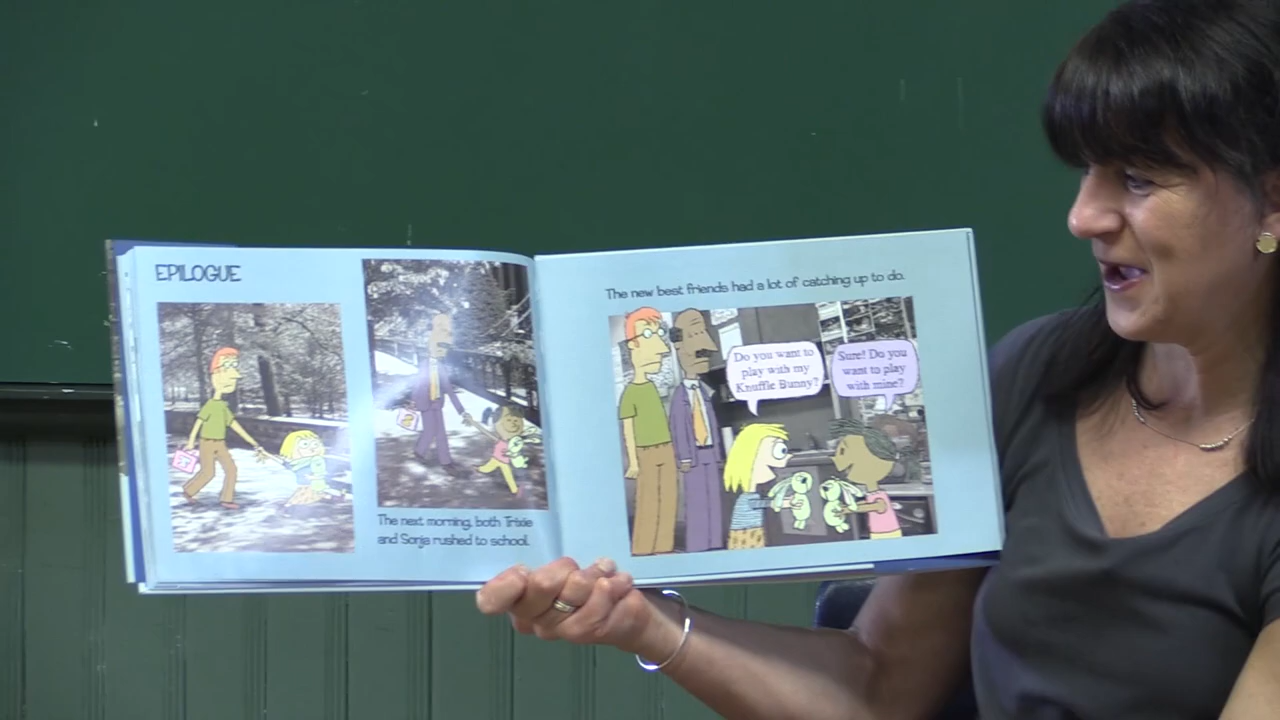 EPILOGUE
The next morning, both Trixie
and Sonja rushed to school.
The new best friends had a lot of catching up to do.
Do you want to
play with my
Knuffle Bunny?
Sure! Do you
want to play
with mine?